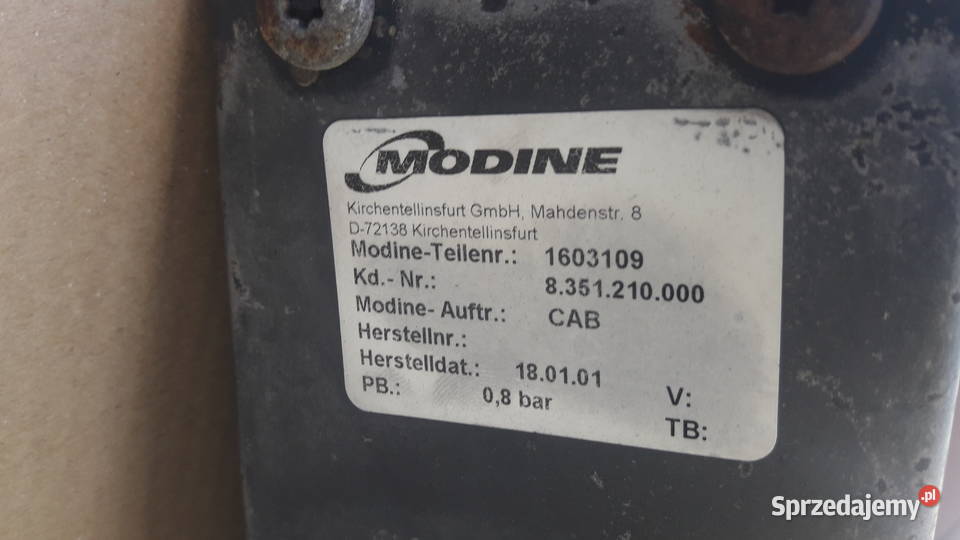 MODINE
Kirchentellinsfurt GmbH, Mahdenstr. 8
D-72138 Kirchentellinsfurt
Modine-Teilenr.: 1603109
Kd.- Nr.: 8.351.210.000
Modine- Auftr.: CAB
Herstellnr.:
Herstelldat.: 18.01.01
PB.: 0,8 bar V:
TB:
Sprzedajemy.pl